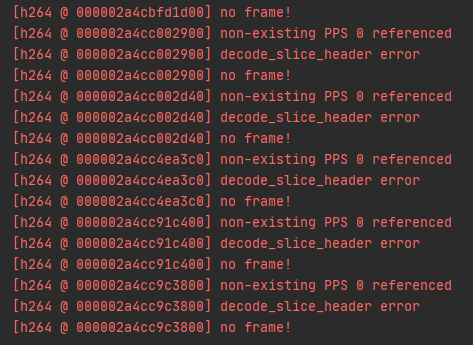 [h264 @ 000002a4cbfd1d00] no frame!
[h264 @ 000002a4cc002900] non-existing PPS 0 referenced
[h264 @ 000002a4cc002900] decode_slice_header error
[h264 @ 000002a4cc002900] no frame!
[h264 @ 000002a4cc002d40] non-existing PPS 0 referenced
[h264 @ 000002a4cc002d40] decode_slice_header error
[h264 @ 000002a4cc002d40] no frame!
[h264 @ 000002a4cc4ea3c0] non-existing PPS 0 referenced
[h264 @ 000002a4cc4ea3c0] decode_slice_header error
[h264 @ 000002a4cc4ea3c0] no frame!
[h264 @ 000002a4cc91c400] non-existing PPS 0 referenced
[h264 @ 000002a4cc91c400] decode_slice_header error
[h264 @ 000002a4cc91c400] no frame!
[h264 @ 000002a4cc9c3800] non-existing PPS 0 referenced
[h264 @ 000002a4cc9c3800] decode_slice_header error
[h264 @ 000002a4cc9c3800] no frame!